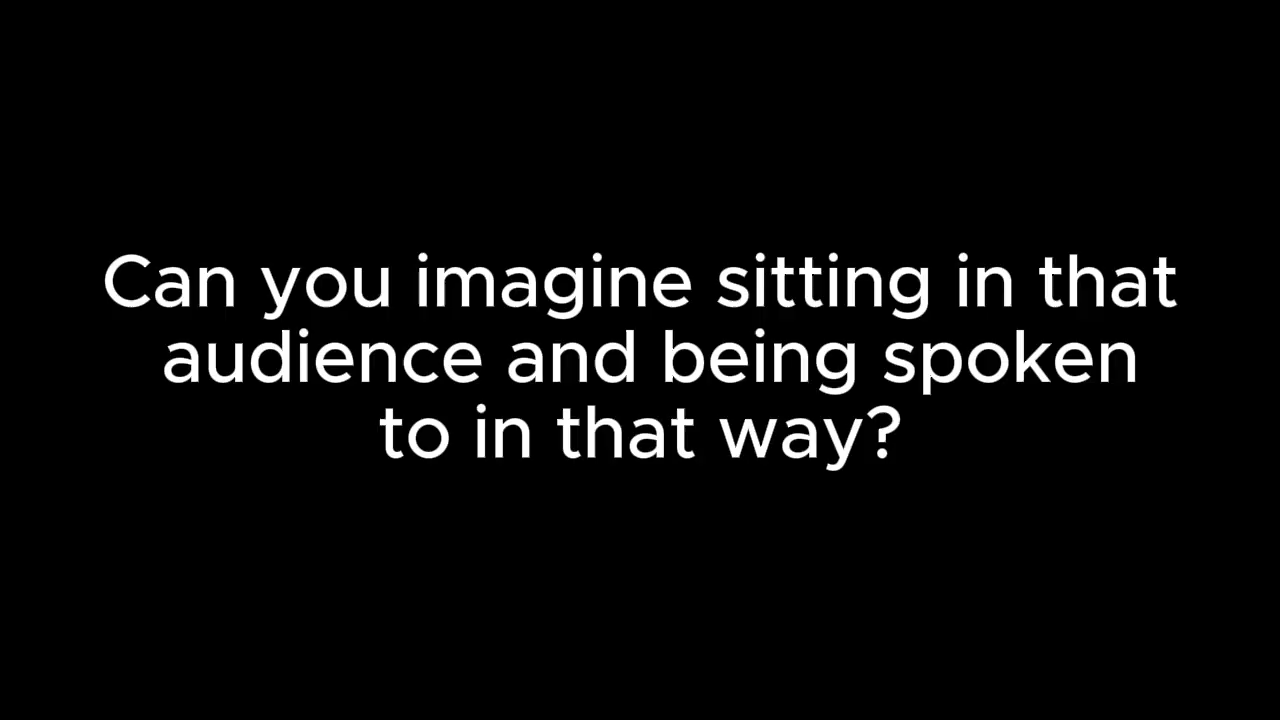 Can you imagine sitting in that
audience and being spoken
to in that way?